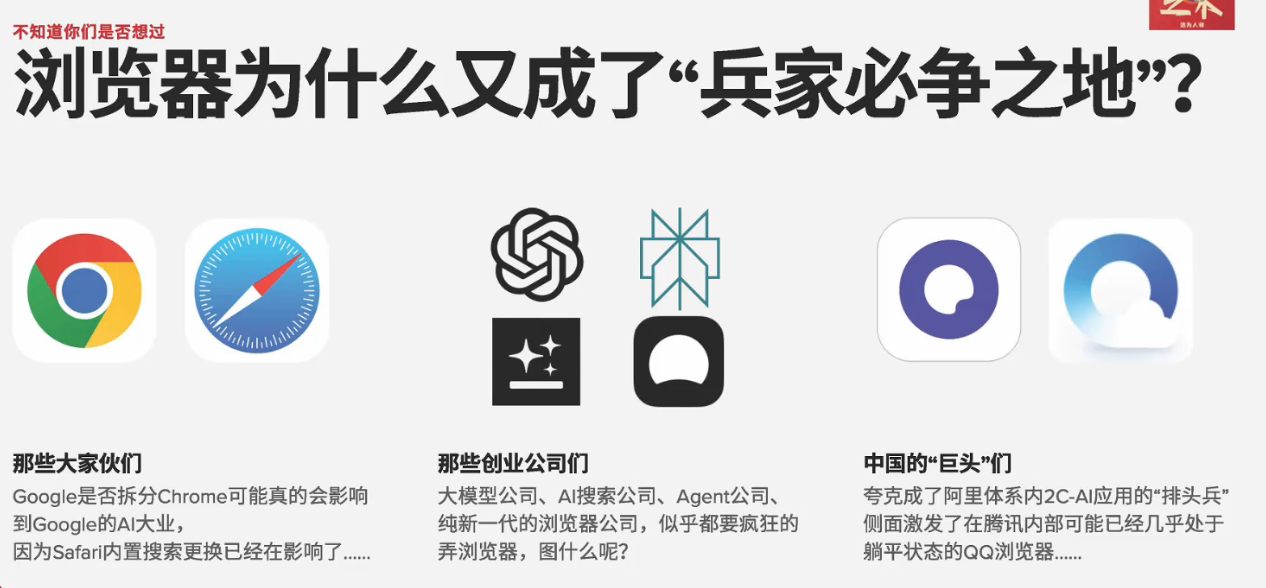 不知道你们是否想过
浏览器为什么又成了“兵家必争之地”？
那些大家伙们
Google是否拆分Chrome可能真的会影响
到Google的AI大业，
因为Safari内置搜索更换已经在影响了……
那些创业公司们
大模型公司、AI搜索公司、Agent公司、
纯新一代的浏览器公司，似乎都要疯狂的
弄浏览器，图什么呢？
中国的“巨头”们
夸克成了阿里体系内2C-AI应用的“排头兵”
侧面激发了在腾讯内部可能已经几乎处于
躺平状态的QQ浏览器……